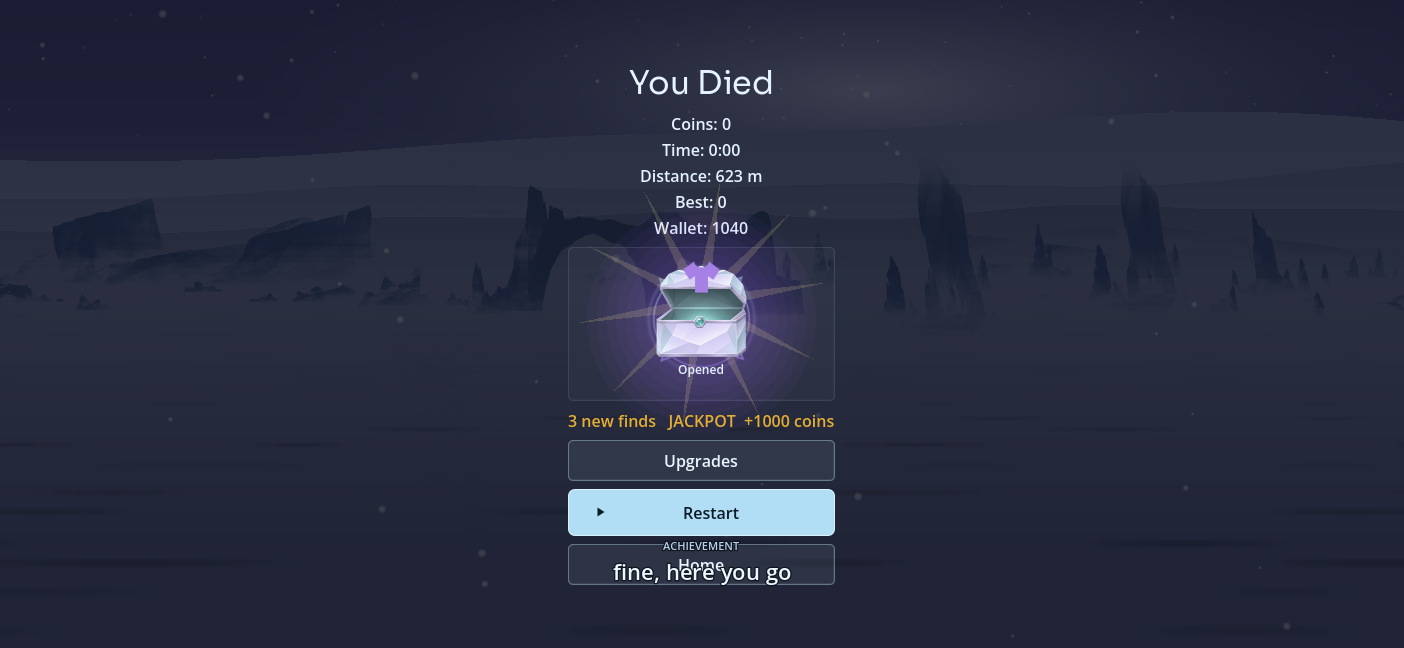 You Died
Coins: 0
Time: 0:00
Distance: 623 m
Best: 0
Wallet: 1040
Opened
3 new finds JACKPOT +1000 coins
Upgrades
Restart
ACHIEVEMENT
Home
fine, here you go